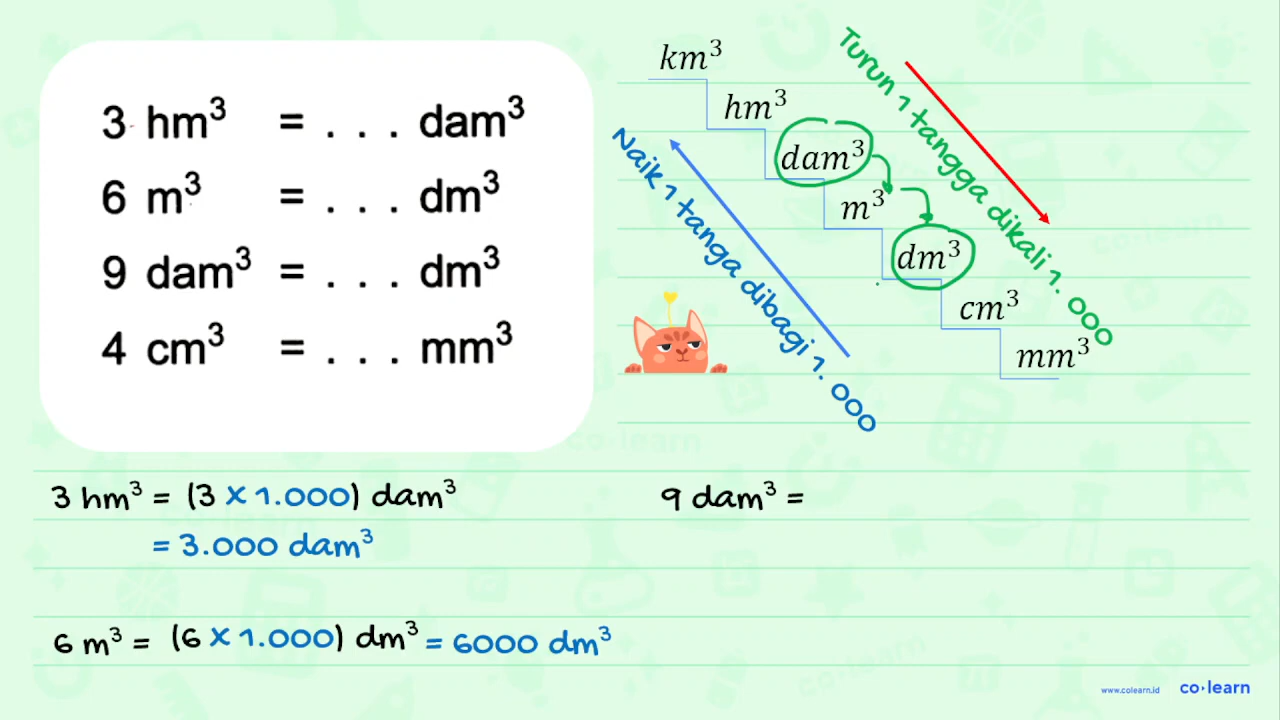 3 hm³ = . . . dam³
6 m³ = . . . dm³
9 dam³ = . . . dm³
4 cm³ = . . . mm³
km³
hm³
dam³
m³
dm³
cm³
mm³
Turun 1 tangga dikali 1. 000
Naik 1 tanga dibagi 1. 000
3 hm³ = (3 x 1.000) dam³
= 3.000 dam³
6 m³ = (6 x 1.000) dm³ = 6000 dm³
9 dam³ =
www.colearn.id co·learn